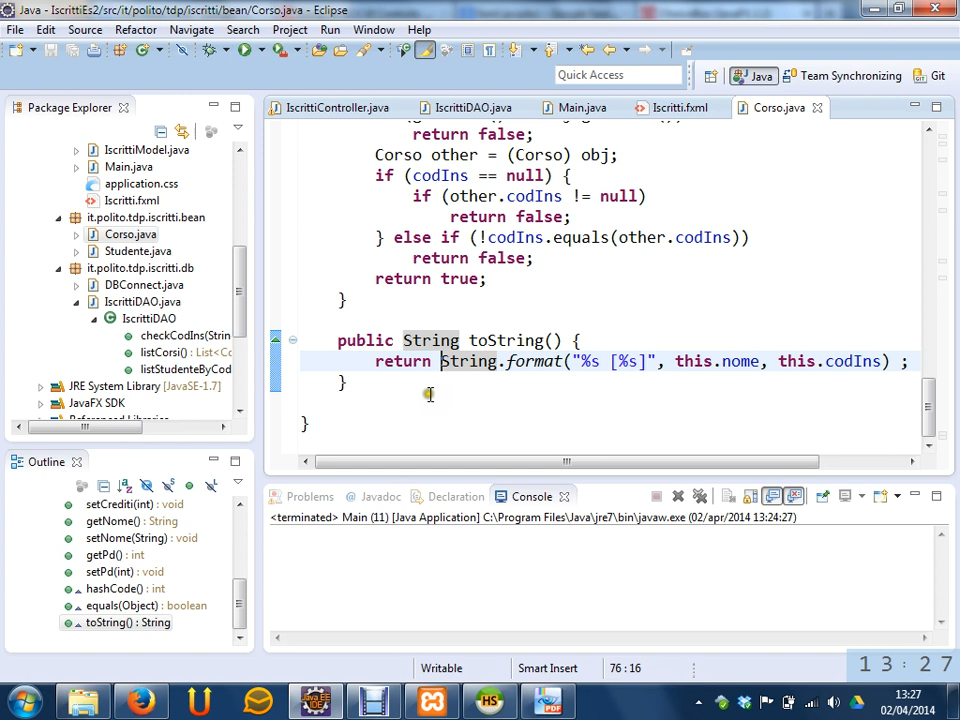 Java - IscrittiEs2/src/it/polito/tdp/iscritti/bean/Corso.java - Eclipse
File Edit Source Refactor Navigate Search Project Run Window Help
Quick Access Java Team Synchronizing Git
Package Explorer
IscrittiModel.java
Main.java
application.css
Iscritti.fxml
it.polito.tdp.iscritti.bean
Corso.java
Studente.java
it.polito.tdp.iscritti.db
DBConnect.java
IscrittiDAO.java
IscrittiDAO
checkCodIns(Strin
listCorsi() : List<Co
listStudenteByCod
JRE System Library [JavaSE-1.7]
JavaFX SDK
IscrittiController.java IscrittiDAO.java Main.java Iscritti.fxml Corso.java
return false;
Corso other = (Corso) obj;
if (codIns == null) {
if (other.codIns != null)
return false;
} else if (!codIns.equals(other.codIns))
return false;
return true;
}
public String toString() {
return String.format("%s [%s]", this.nome, this.codIns) ;
}
}
Outline
setCrediti(int) : void
getNome() : String
setNome(String) : void
getPd() : int
setPd(int) : void
hashCode() : int
equals(Object) : boolean
toString() : String
Problems Javadoc Declaration Console
<terminated> Main (11) [Java Application] C:\Program Files\Java\jre7\bin\javaw.exe (02/apr/2014 13:24:27)
Writable Smart Insert 76 : 16
13:27
13:27
02/04/2014